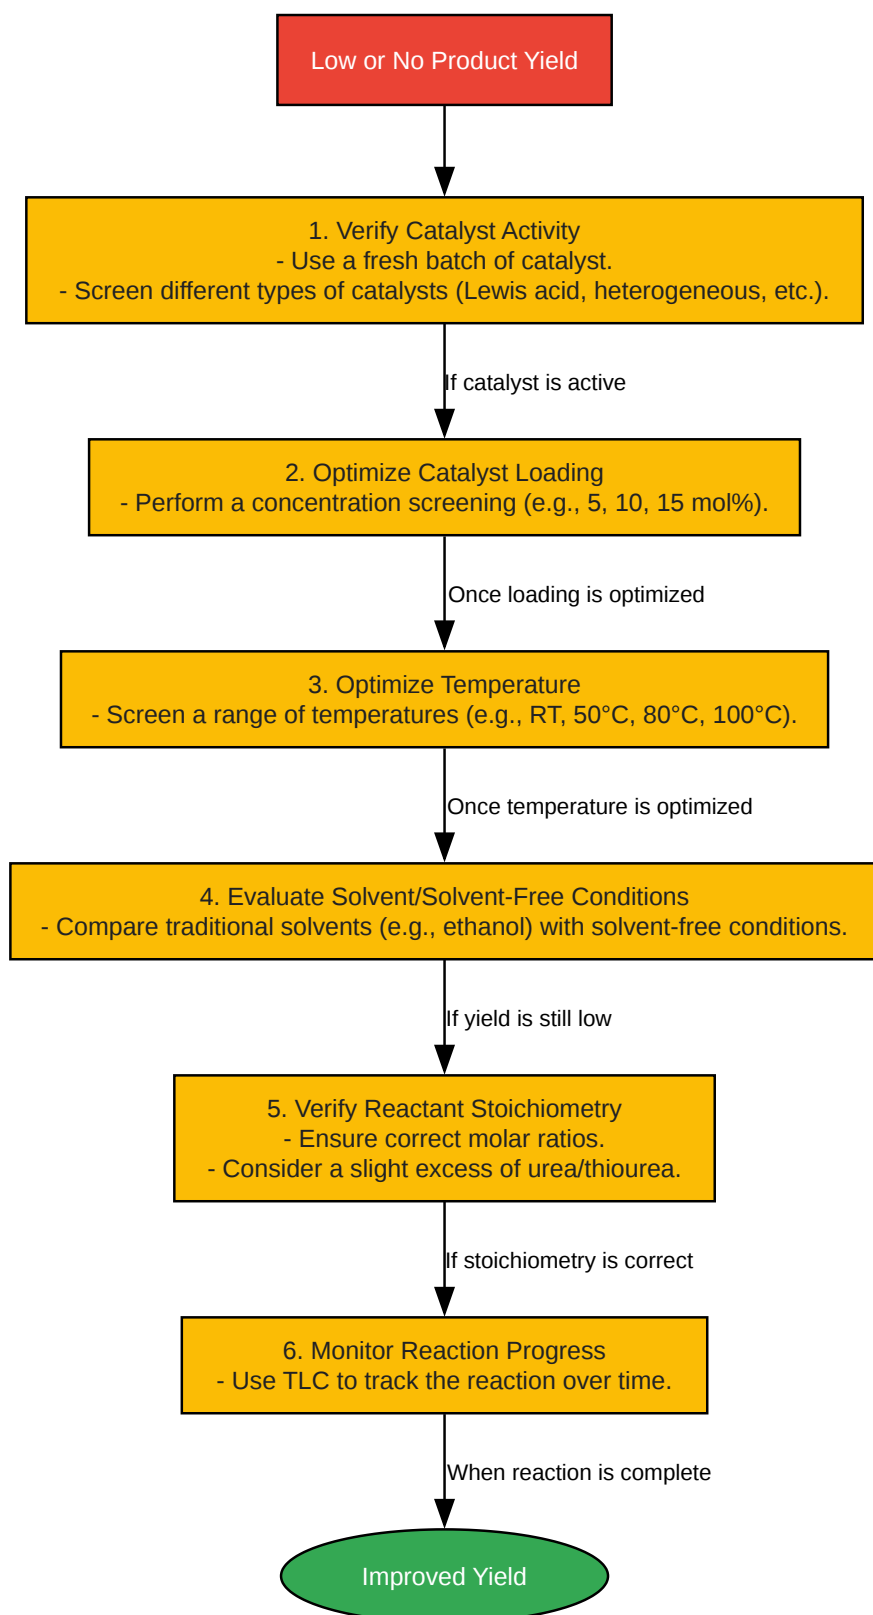 Low or No Product Yield
1. Verify Catalyst Activity
- Use a fresh batch of catalyst.
- Screen different types of catalysts (Lewis acid, heterogeneous, etc.).
If catalyst is active
2. Optimize Catalyst Loading
- Perform a concentration screening (e.g., 5, 10, 15 mol%).
Once loading is optimized
3. Optimize Temperature
- Screen a range of temperatures (e.g., RT, 50°C, 80°C, 100°C).
Once temperature is optimized
4. Evaluate Solvent/Solvent-Free Conditions
- Compare traditional solvents (e.g., ethanol) with solvent-free conditions.
If yield is still low
5. Verify Reactant Stoichiometry
- Ensure correct molar ratios.
- Consider a slight excess of urea/thiourea.
If stoichiometry is correct
6. Monitor Reaction Progress
- Use TLC to track the reaction over time.
When reaction is complete
Improved Yield